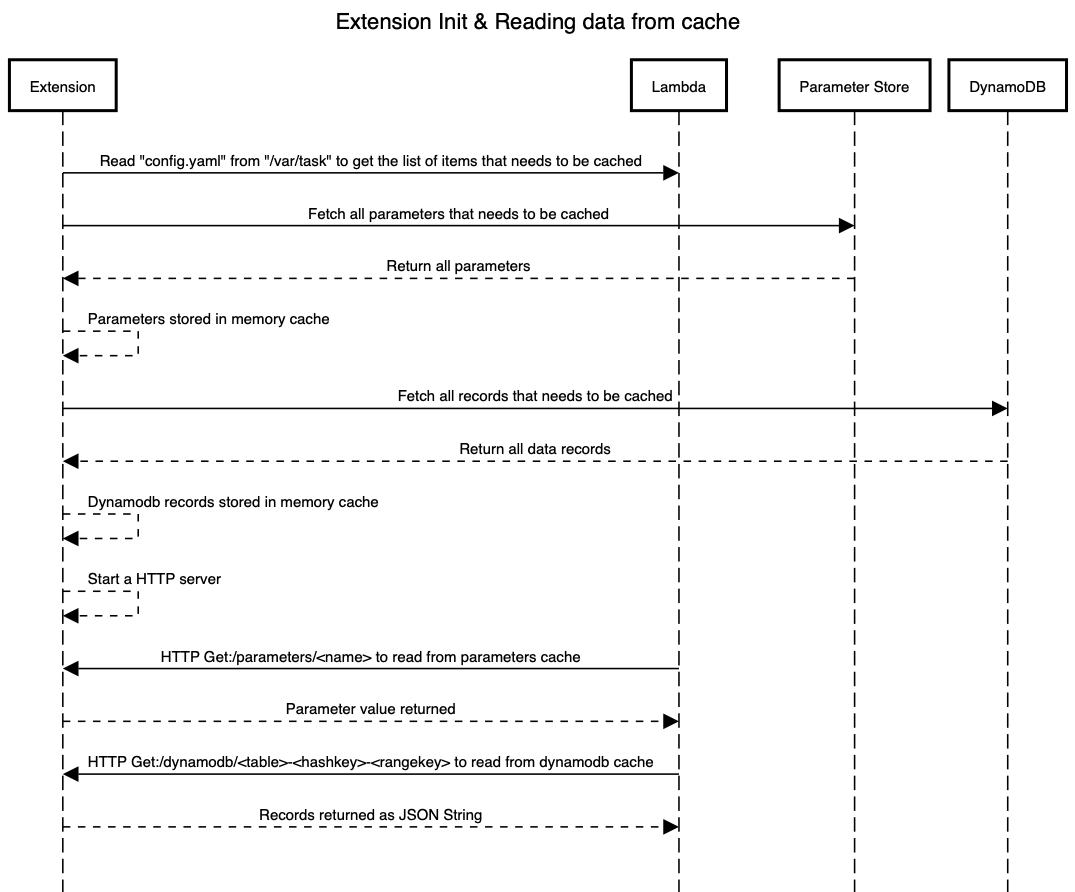 Extension Init & Reading data from cache
Extension
Lambda
Parameter Store
DynamoDB
Read "config.yaml" from "/var/task" to get the list of items that needs to be cached
Fetch all parameters that needs to be cached
Return all parameters
Parameters stored in memory cache
Fetch all records that needs to be cached
Return all data records
Dynamodb records stored in memory cache
Start a HTTP server
HTTP Get:/parameters/<name> to read from parameters cache
Parameter value returned
HTTP Get:/dynamodb/<table>-<hashkey>-<rangekey> to read from dynamodb cache
Records returned as JSON String